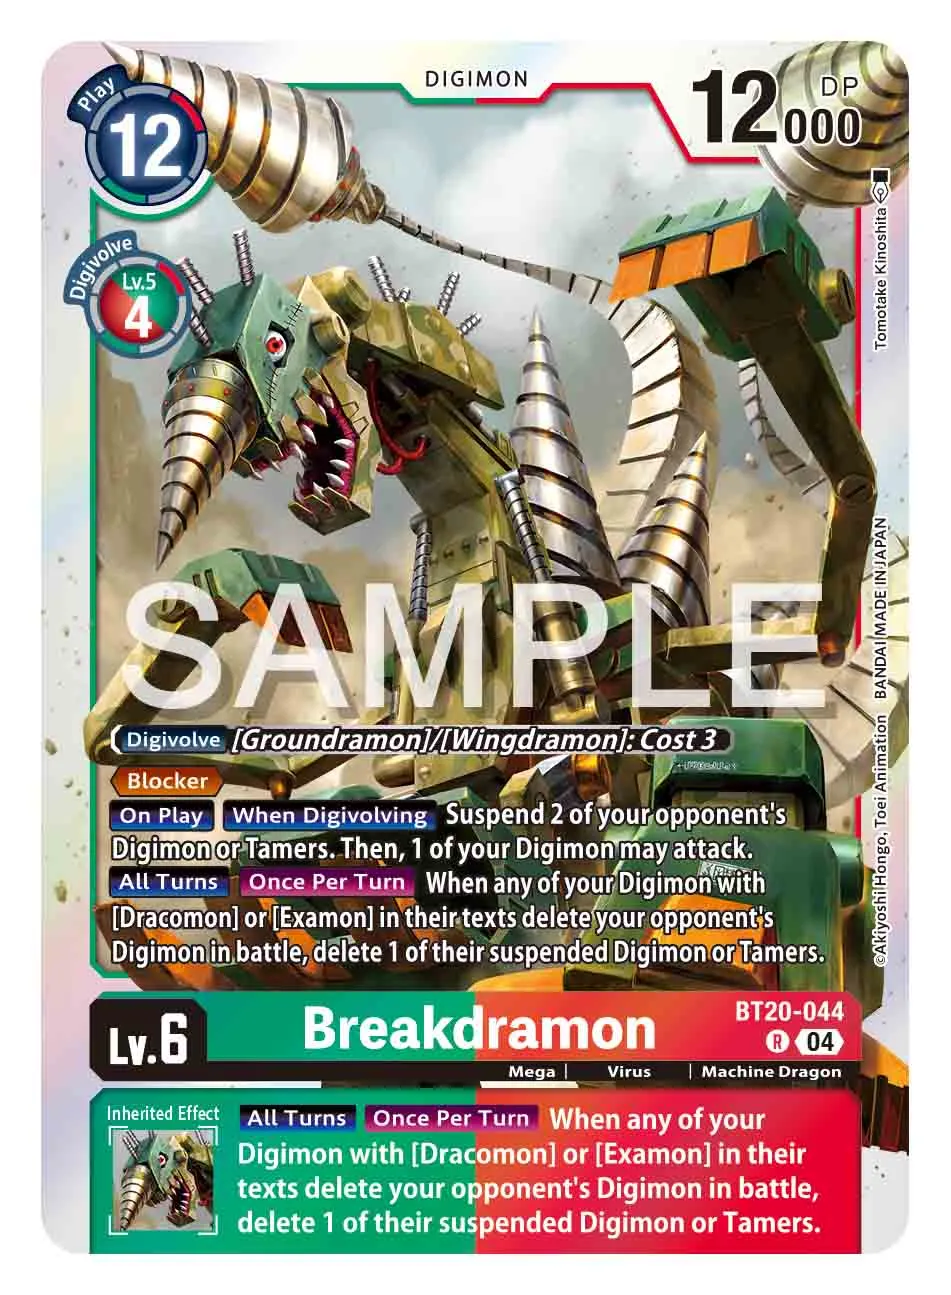 DIGIMON
Play
12
12000
DP
Digivolve
Lv.5
4
Tomotake Kinoshita
SAMPLE
Digivolve [Groundramon]/[Wingdramon]: Cost 3
Blocker
On Play When Digivolving Suspend 2 of your opponent's
Digimon or Tamers. Then, 1 of your Digimon may attack.
All Turns Once Per Turn When any of your Digimon with
[Dracomon] or [Examon] in their texts delete your opponent's
Digimon in battle, delete 1 of their suspended Digimon or Tamers.
©Akiyoshi Hongo, Toei Animation BANDAI MADE IN JAPAN
Lv.6
Breakdramon
BT20-044
R 04
Mega | Virus | Machine Dragon
Inherited Effect
All Turns Once Per Turn When any of your
Digimon with [Dracomon] or [Examon] in their
texts delete your opponent's Digimon in battle,
delete 1 of their suspended Digimon or Tamers.